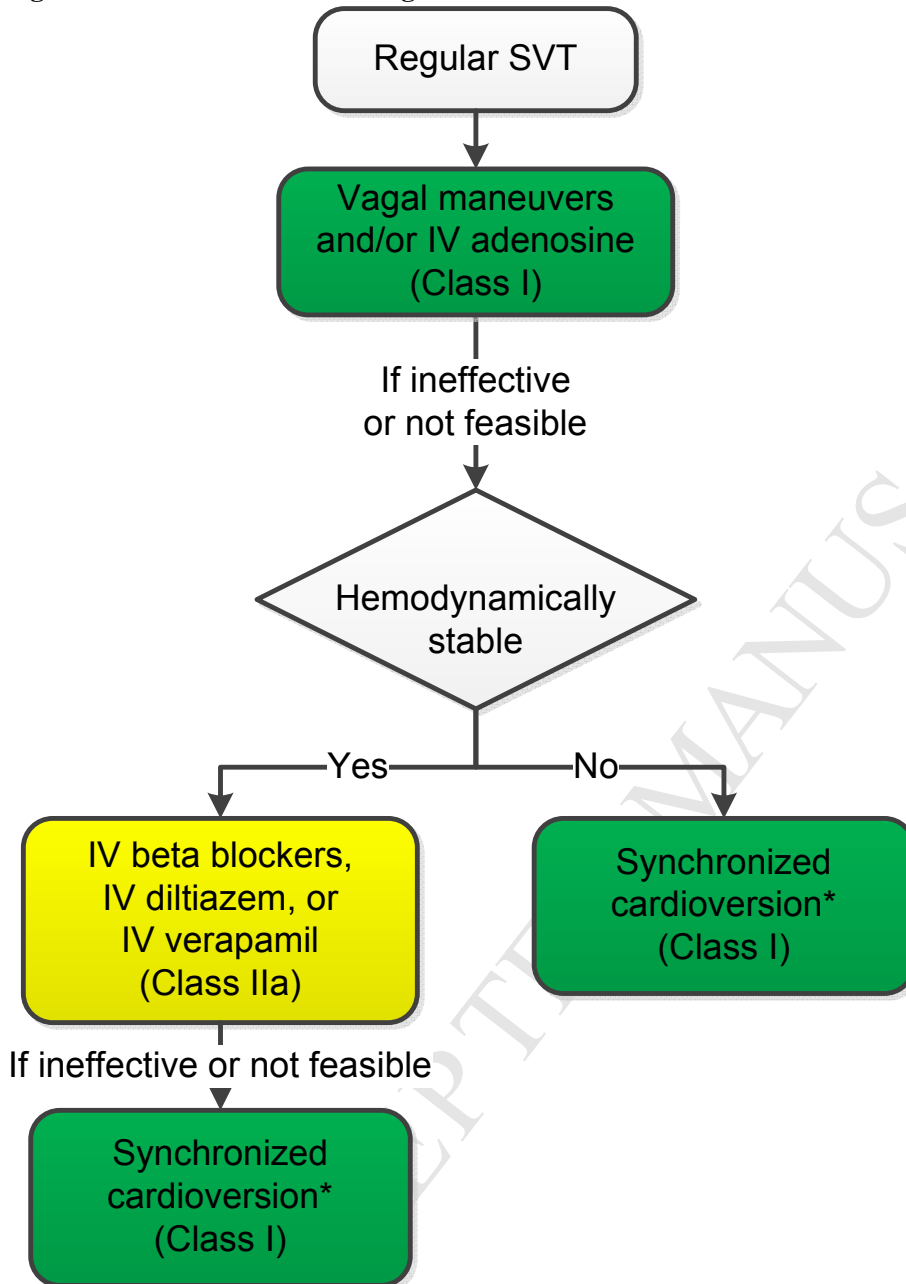 Regular SVT
Vagal maneuvers
and/or IV adenosine
(Class I)
If ineffective
or not feasible
Hemodynamically
stable
Yes
No
IV beta blockers,
IV diltiazem, or
IV verapamil
(Class IIa)
Synchronized
cardioversion*
(Class I)
If ineffective or not feasible
Synchronized
cardioversion*
(Class I)